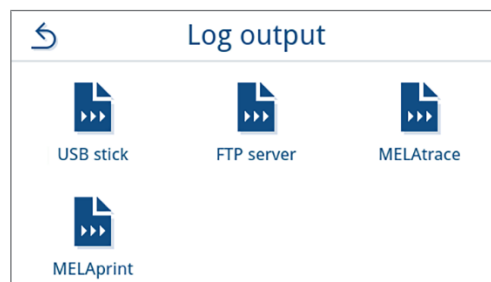 Log output
USB stick
FTP server
MELAtrace
MELAprint